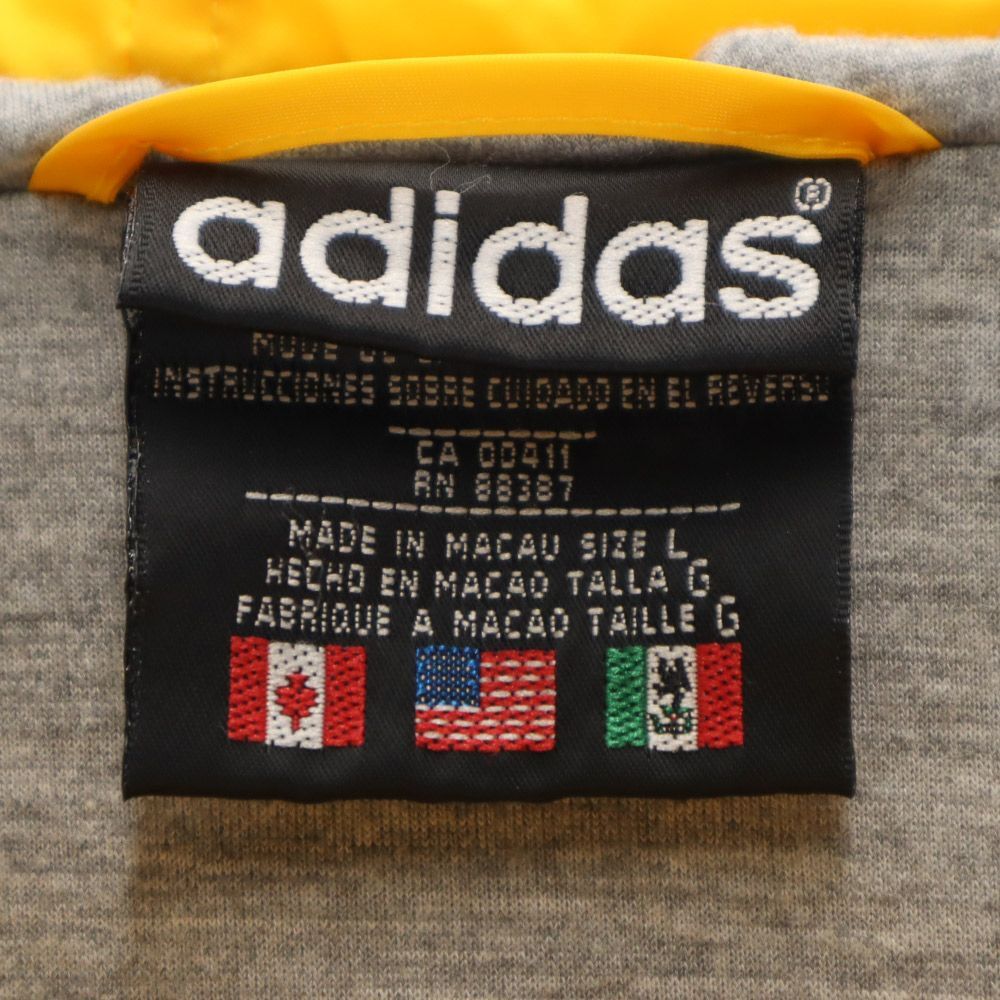 adidas®
INSTRUCCIONES SOBRE CUIDADO EN EL REVERSO
CA 00411
RN 88387
MADE IN MACAU SIZE L
HECHO EN MACAO TALLA G
FABRIQUE A MACAO TAILLE G